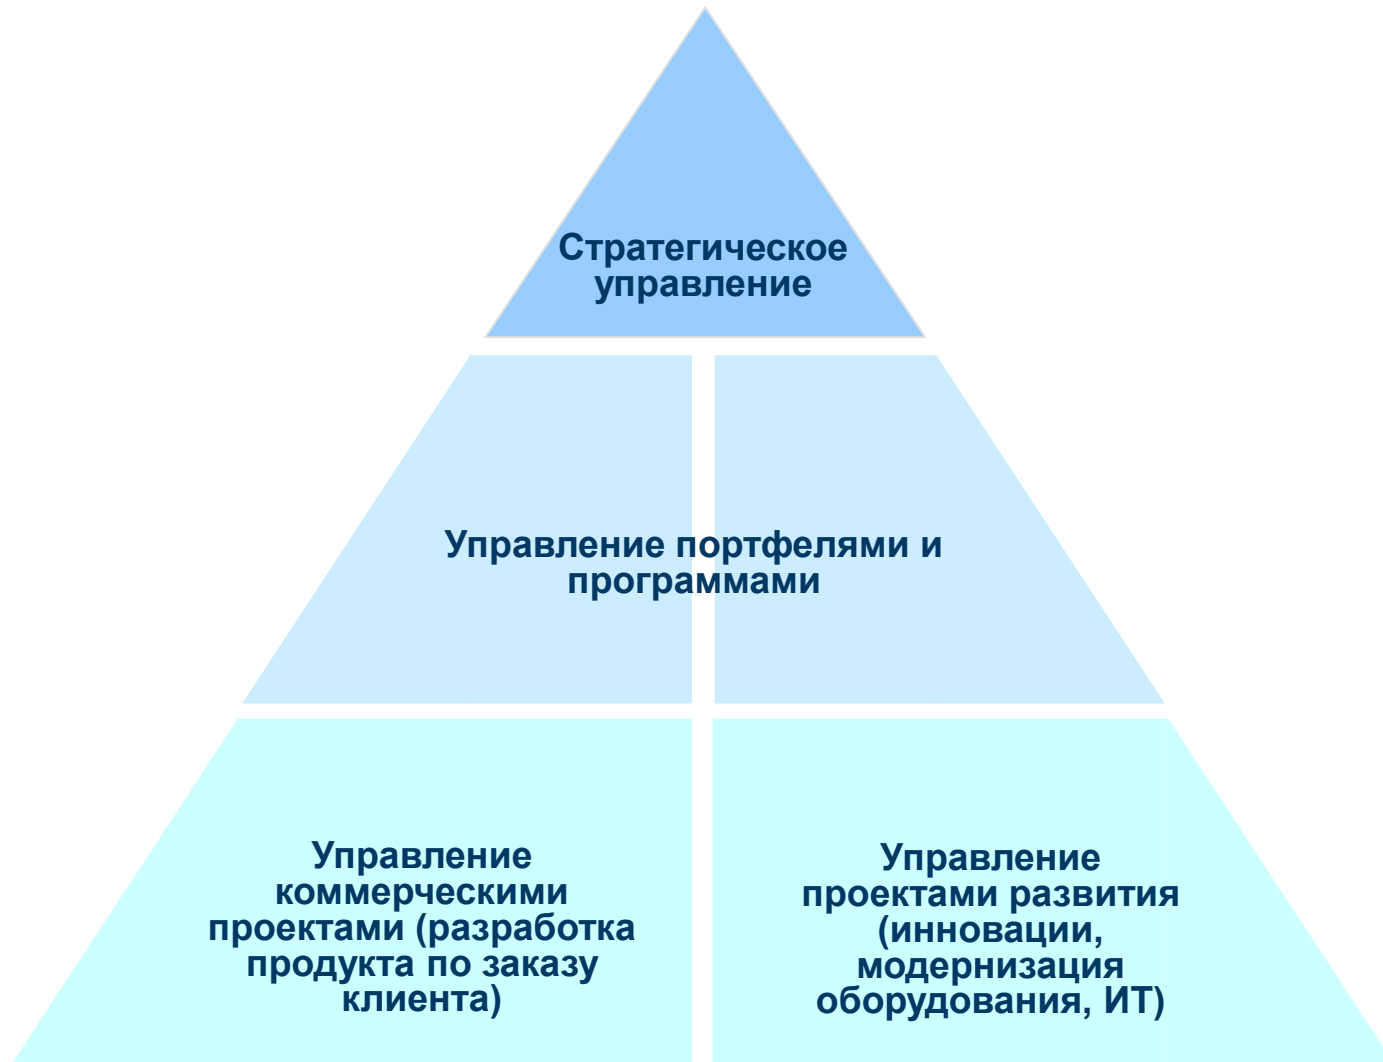 Стратегическое
управление
Управление портфелями и
программами
Управление
коммерческими
проектами (разработка
продукта по заказу
клиента)
Управление
проектами развития
(инновации,
модернизация
оборудования, ИТ)